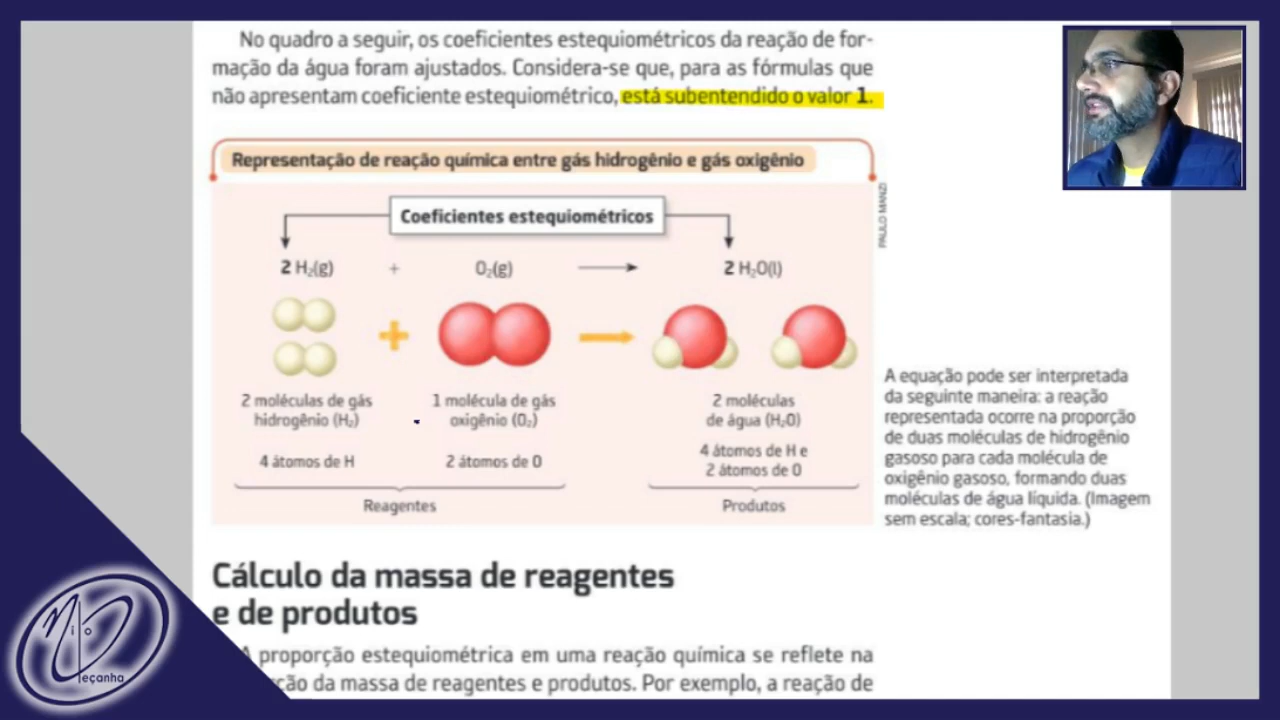 No quadro a seguir, os coeficientes estequiométricos da reação de for-
mação da água foram ajustados. Considera-se que, para as fórmulas que
não apresentam coeficiente estequiométrico, está subentendido o valor 1.
Representação de reação química entre gás hidrogênio e gás oxigênio
PAULO MANZI
Coeficientes estequiométricos
2 H₂(g) + O₂(g) → 2 H₂O(l)
2 moléculas de gás
hidrogênio (H₂)
1 molécula de gás
oxigênio (O₂)
2 moléculas
de água (H₂O)
4 átomos de H
2 átomos de O
4 átomos de H e
2 átomos de O
Reagentes
Produtos
A equação pode ser interpretada
da seguinte maneira: a reação
representada ocorre na proporção
de duas moléculas de hidrogênio
gasoso para cada molécula de
oxigênio gasoso, formando duas
moléculas de água líquida. (Imagem
sem escala; cores-fantasia.)
Cálculo da massa de reagentes
e de produtos
A proporção estequiométrica em uma reação química se reflete na
da massa de reagentes e produtos. Por exemplo, a reação de